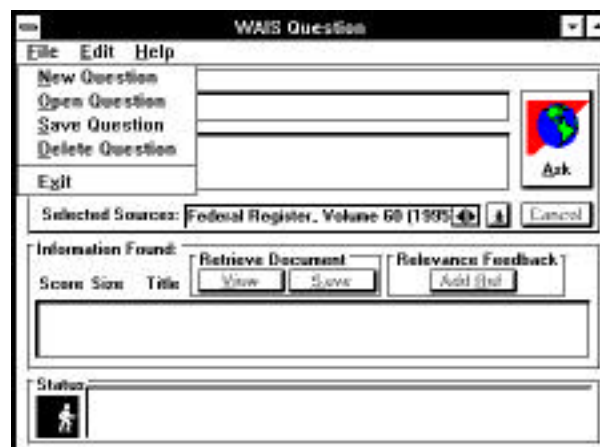 WAIS Question
File Edit Help
New Question
Open Question
Save Question
Delete Question
Exit
Ask
Selected Sources: Federal Register, Volume 60 (1995 Cancel
Information Found:
Retrieve Document Relevance Feedback
Score Size Title View Save Add Ref
Status